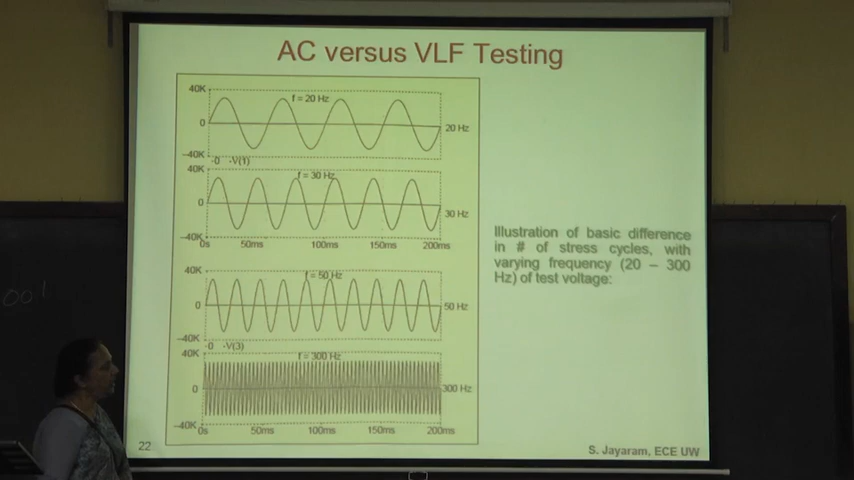 AC versus VLF Testing
40K
f = 20 Hz
0
20 Hz
-40K
0 V(1)
40K
f = 30 Hz
0
30 Hz
-40K
0s 50ms 100ms 150ms 200ms
40K
f = 50 Hz
0
50 Hz
-40K
0 V(3)
40K
f = 300 Hz
0
300 Hz
-40K
0s 50ms 100ms 150ms 200ms
Illustration of basic difference
in # of stress cycles, with
varying frequency (20 – 300
Hz) of test voltage:
22
S. Jayaram, ECE UW